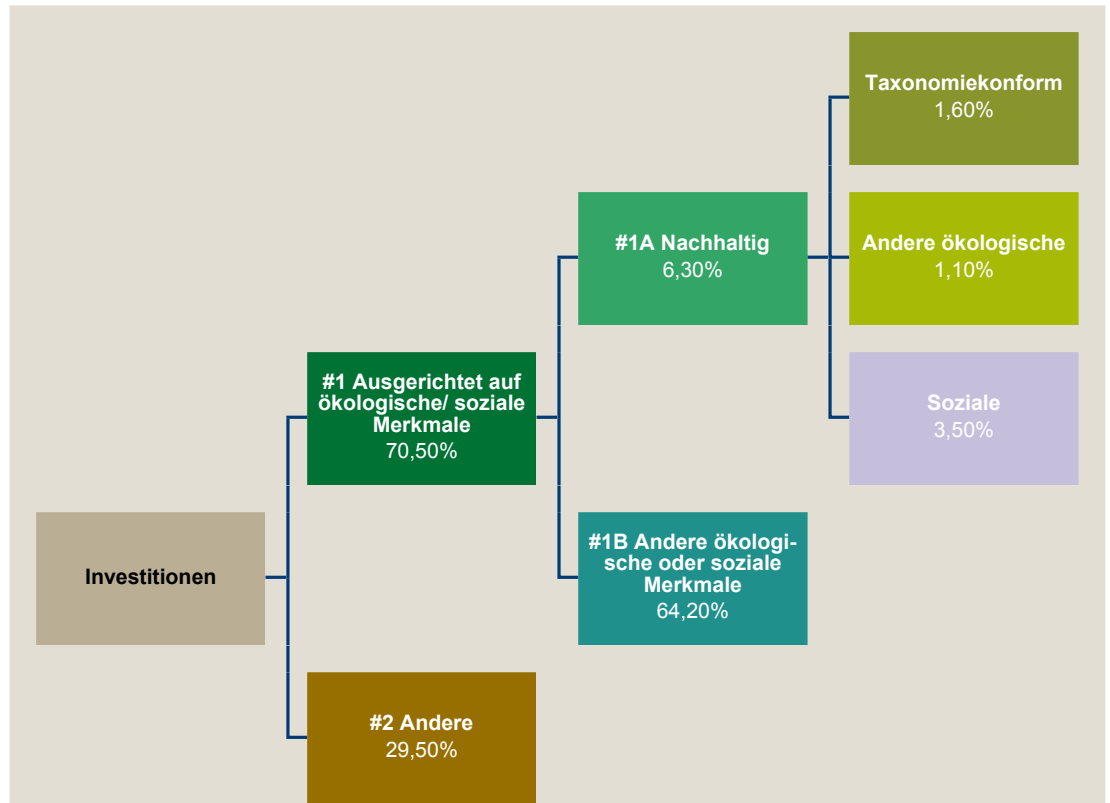 Taxonomiekonform
1,60%
#1A Nachhaltig
6,30%
Andere ökologische
1,10%
#1 Ausgerichtet auf
ökologische/ soziale
Merkmale
70,50%
Soziale
3,50%
Investitionen
#1B Andere ökologi-
sche oder soziale
Merkmale
64,20%
#2 Andere
29,50%